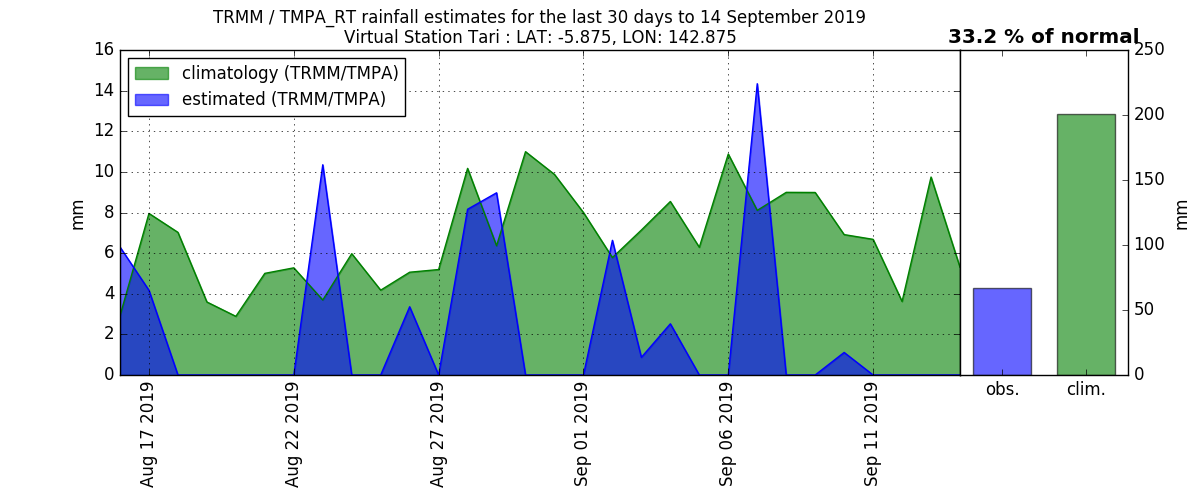 TRMM / TMPA_RT rainfall estimates for the last 30 days to 14 September 2019
Virtual Station Tari : LAT: -5.875, LON: 142.875
33.2 % of normal
climatology (TRMM/TMPA)
estimated (TRMM/TMPA)
mm
16
14
12
10
8
6
4
2
0
Aug 17 2019
Aug 22 2019
Aug 27 2019
Sep 01 2019
Sep 06 2019
Sep 11 2019
obs.
clim.
250
200
150
100
50
0
mm